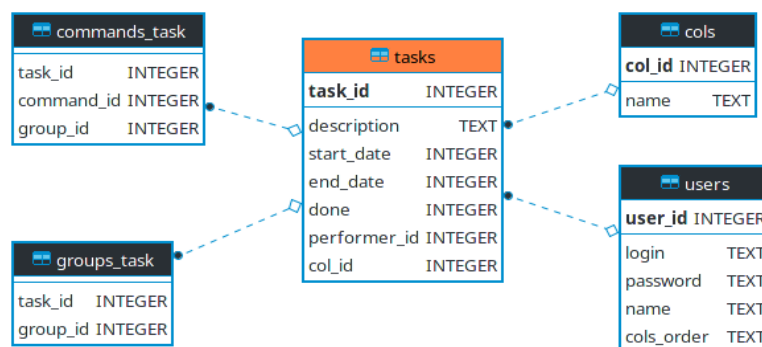 commands_task
task_id INTEGER
command_id INTEGER
group_id INTEGER
tasks
task_id INTEGER
description TEXT
start_date INTEGER
end_date INTEGER
done INTEGER
performer_id INTEGER
col_id INTEGER
cols
col_id INTEGER
name TEXT
groups_task
task_id INTEGER
group_id INTEGER
users
user_id INTEGER
login TEXT
password TEXT
name TEXT
cols_order TEXT